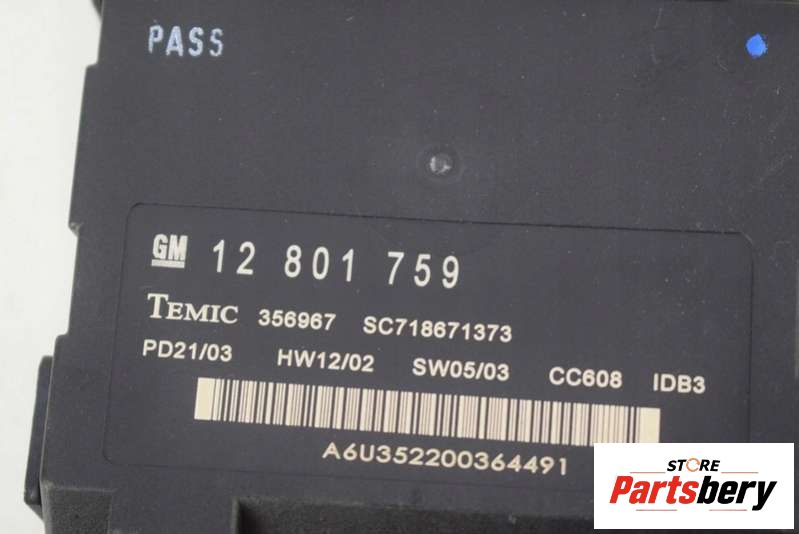 PASS
GM 12 801 759
TEMIC 356967 SC718671373
PD21/03 HW12/02 SW05/03 CC608 IDB3
A6U352200364491
STORE
Partsbery